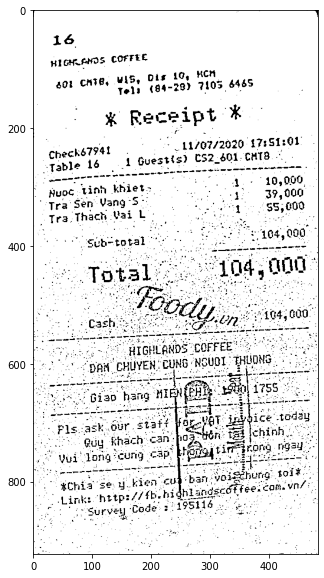 16
HIGHLANDS COFFEE
601 CMT8, W15, Dis 10, HCM
Tel: (84-28) 7105 6465
* Receipt *
Check67941 11/07/2020 17:51:01
Table 16 1 Guest(s) CS2_601 CMT8
Nuoc tinh khiet 1 10,000
Tra Sen Vang S 1 39,000
Tra Thach Vai L 1 55,000
Sub-total 104,000
Total 104,000
Foody.vn
Cash 104,000
HIGHLANDS COFFEE
DAM CHUYEN CUNG NGUOI THUONG
Giao hang MIEN PHI: 1900 1755
Pls ask our staff for VAT invoice today
Quy khach can hoa don tai chinh
Vui long cung cap thong tin trong ngay
*Chia se y kien cua ban voi chung toi*
Link: http://fb.highlandscoffee.com.vn/
Survey Code : 195116
0
200
400
600
800
0 100 200 300 400